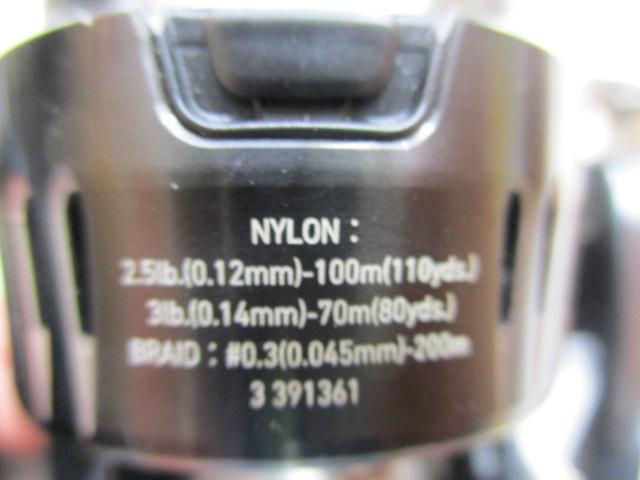 NYLON :
2.5lb.(0.12mm)-100m(110yds.)
3lb.(0.14mm)-70m(80yds.)
BRAID : #0.3(0.045mm)-200m
3 391361